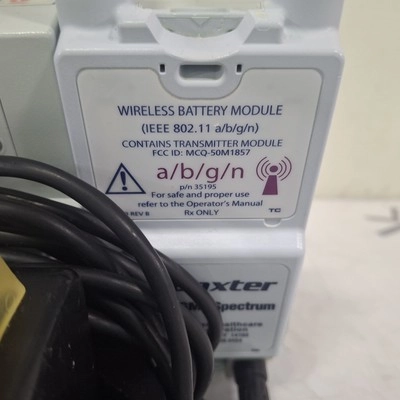 WIRELESS BATTERY MODULE
(IEEE 802.11 a/b/g/n)
CONTAINS TRANSMITTER MODULE
FCC ID: MCQ-50M1857
a/b/g/n
p/n 35195
For safe and proper use
refer to the Operator's Manual
REV B Rx ONLY TC
Spectrum